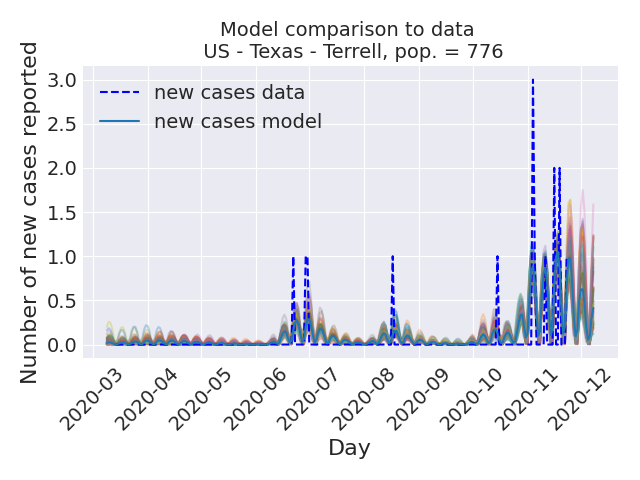 Model comparison to data
US - Texas - Terrell, pop. = 776
Number of new cases reported
3.0
2.5
2.0
1.5
1.0
0.5
0.0
new cases data
new cases model
2020-03
2020-04
2020-05
2020-06
2020-07
2020-08
2020-09
2020-10
2020-11
2020-12
Day